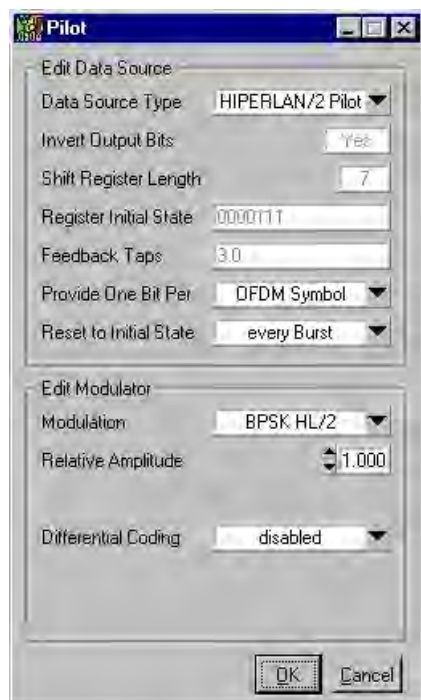 Pilot
Edit Data Source
Data Source Type HIPERLAN/2 Pilot
Invert Output Bits Yes
Shift Register Length 7
Register Initial State 0000111
Feedback Taps 3.0
Provide One Bit Per OFDM Symbol
Reset to Initial State every Burst
Edit Modulator
Modulation BPSK HL/2
Relative Amplitude 1.000
Differential Coding disabled
OK Cancel